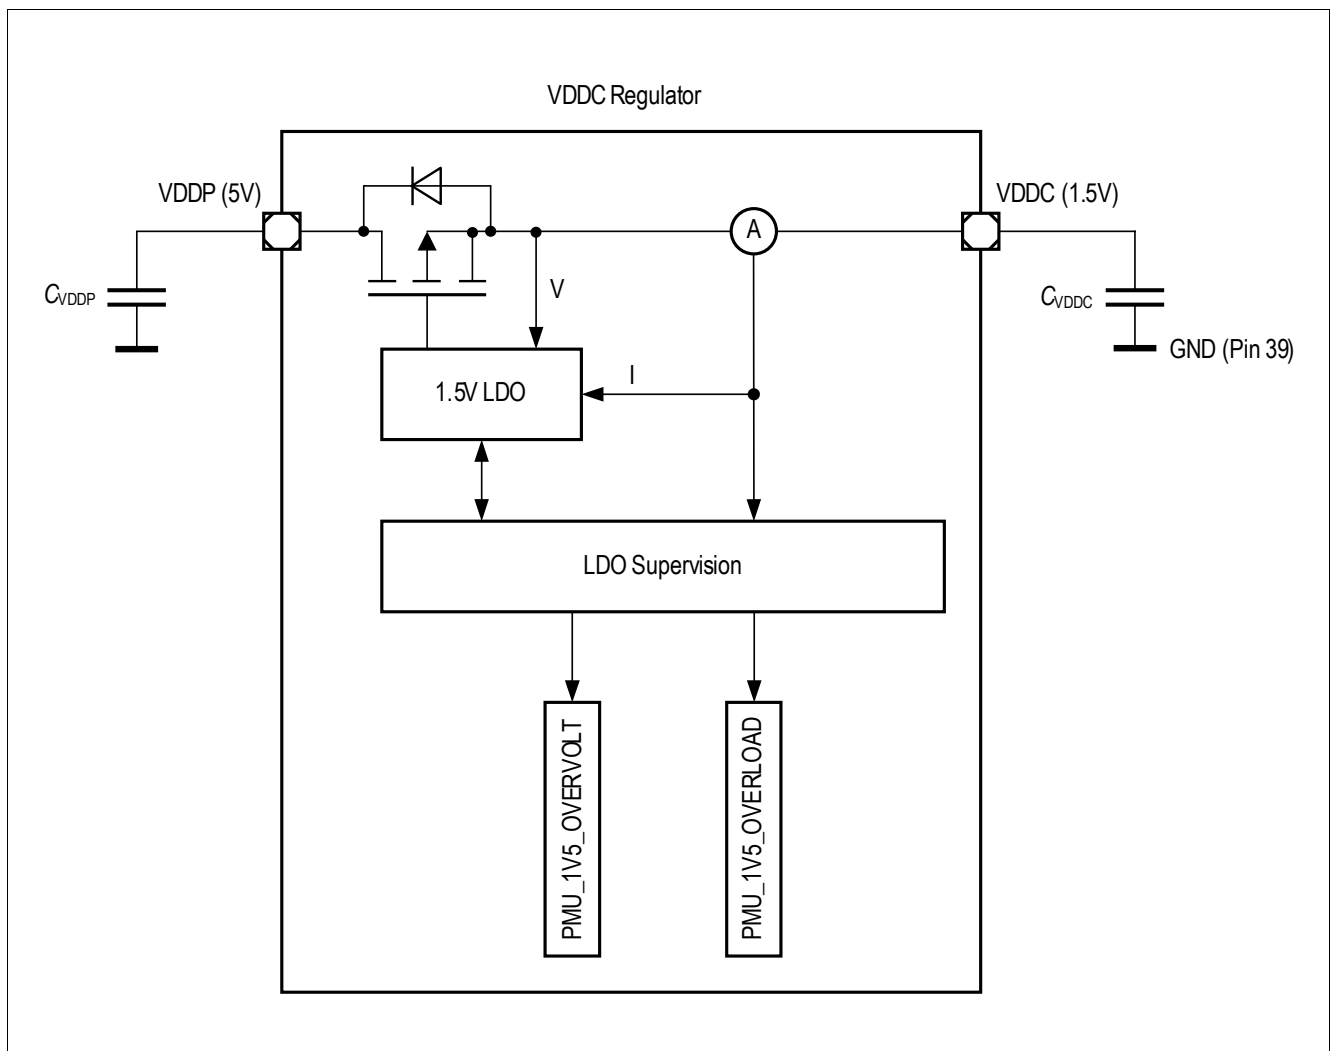 VDDC Regulator
VDDP (5V)
VDDC (1.5V)
A
CVDDP
V
CVDDC
GND (Pin 39)
I
1.5V LDO
LDO Supervision
PMU_1V5_OVERVOLT
PMU_1V5_OVERLOAD